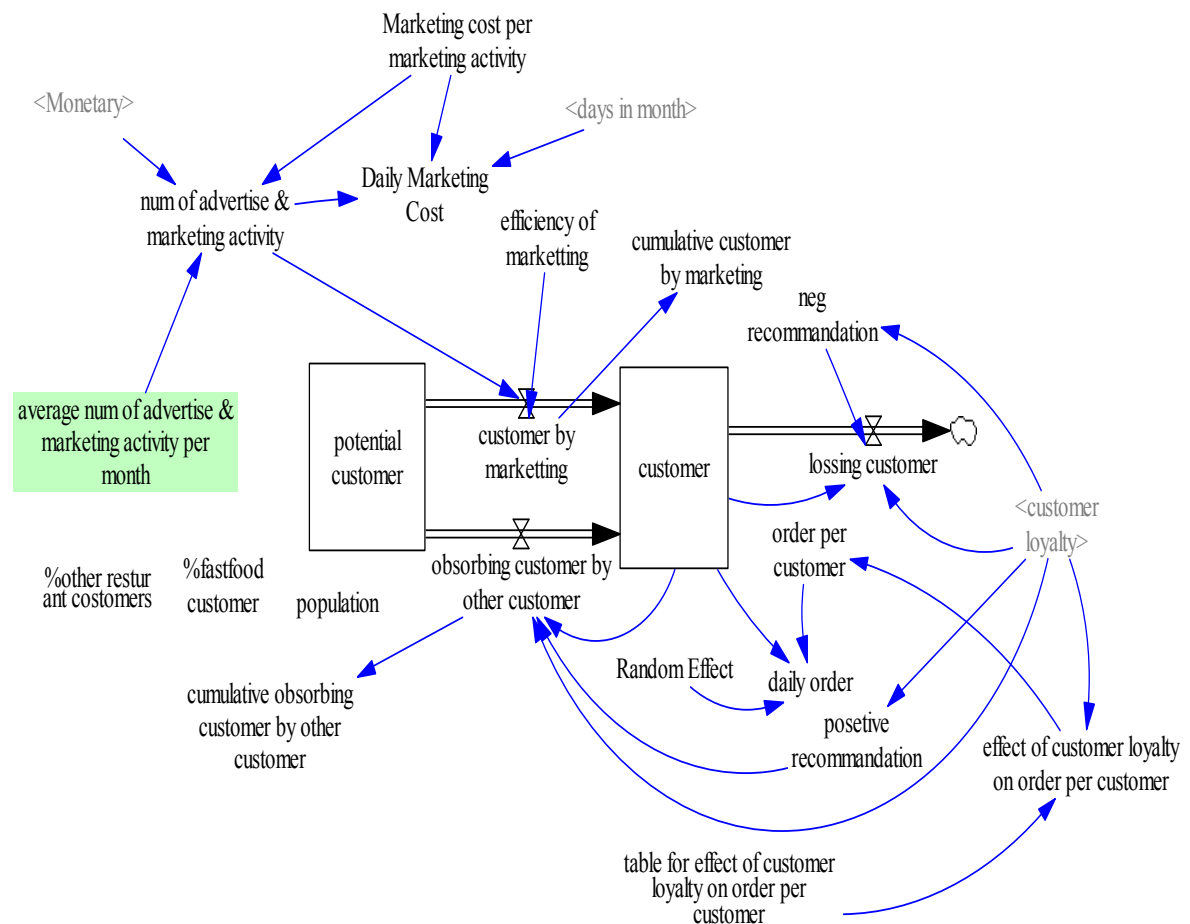 Marketing cost per
marketing activity
<Monetary>
<days in month>
Daily Marketing
Cost
num of advertise &
marketing activity
efficiency of
marketting
cumulative customer
by marketing
neg
recommandation
average num of advertise &
marketing activity per
month
potential
customer
customer by
marketting
customer
lossing customer
<customer
loyalty>
order per
customer
obsorbing customer by
other customer
%other restur
ant costomers
%fastfood
customer
population
Random Effect
daily order
cumulative obsorbing
customer by other
customer
posetive
recommandation
effect of customer loyalty
on order per customer
table for effect of customer
loyalty on order per
customer